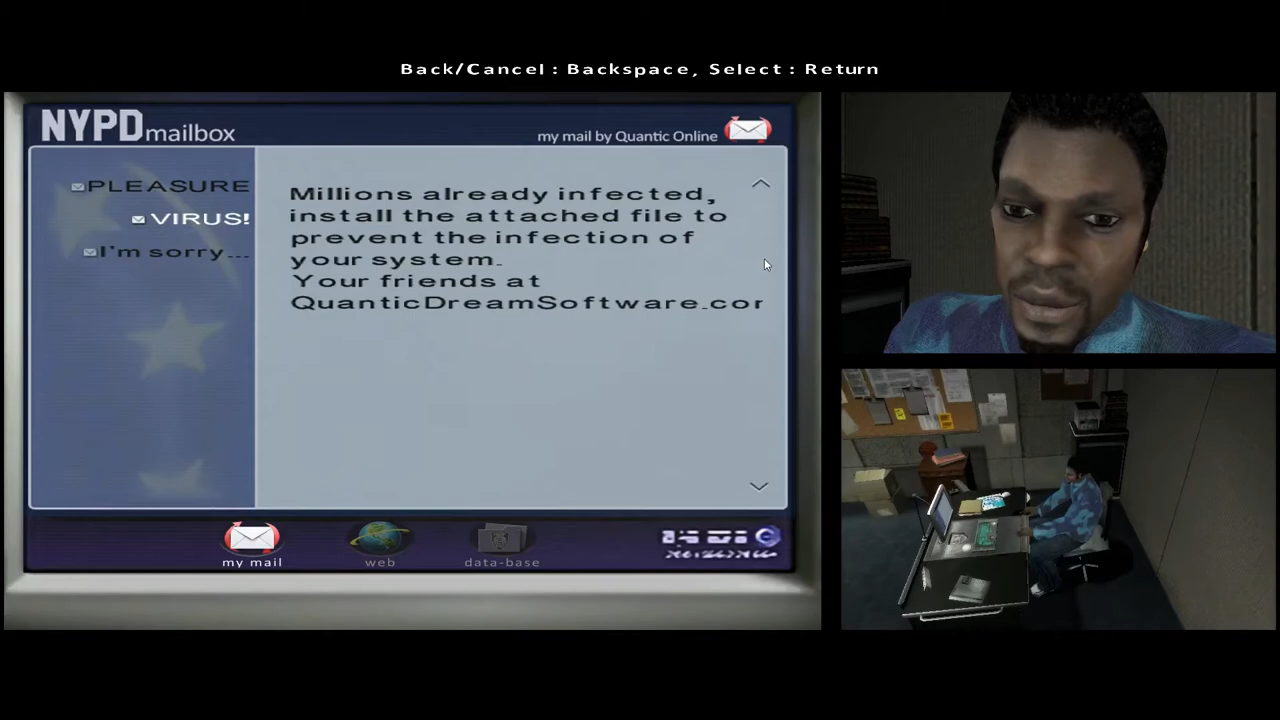 Back/Cancel : Backspace, Select : Return
NYPD mailbox
my mail by Quantic Online
PLEASURE
VIRUS!
I'm sorry...
Millions already infected,
install the attached file to
prevent the infection of
your system.
Your friends at
QuanticDreamSoftware.cor
my mail
web
data-base